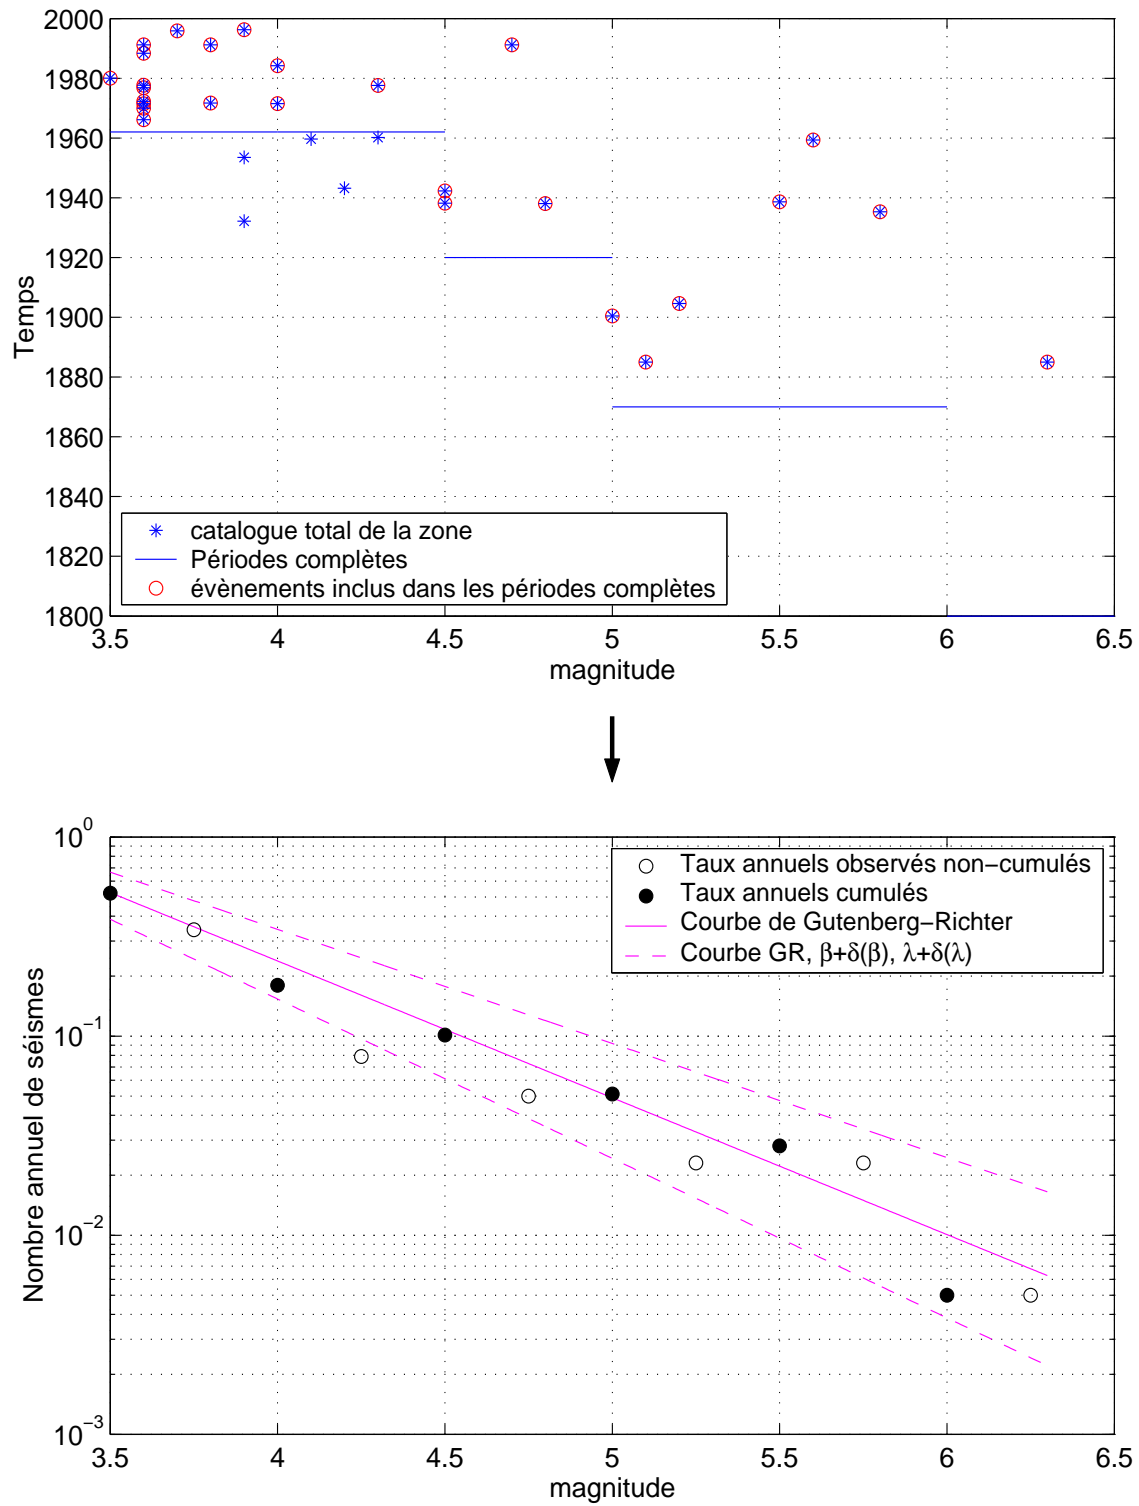 2000
1980
1960
1940
1920
1900
1880
1860
1840
1820
1800
Temps
catalogue total de la zone
Périodes complètes
évènements inclus dans les périodes complètes
3.5 4 4.5 5 5.5 6 6.5
magnitude
10^0
10^−1
10^−2
10^−3
Nombre annuel de séismes
Taux annuels observés non−cumulés
Taux annuels cumulés
Courbe de Gutenberg−Richter
Courbe GR, β+δ(β), λ+δ(λ)
3.5 4 4.5 5 5.5 6 6.5
magnitude